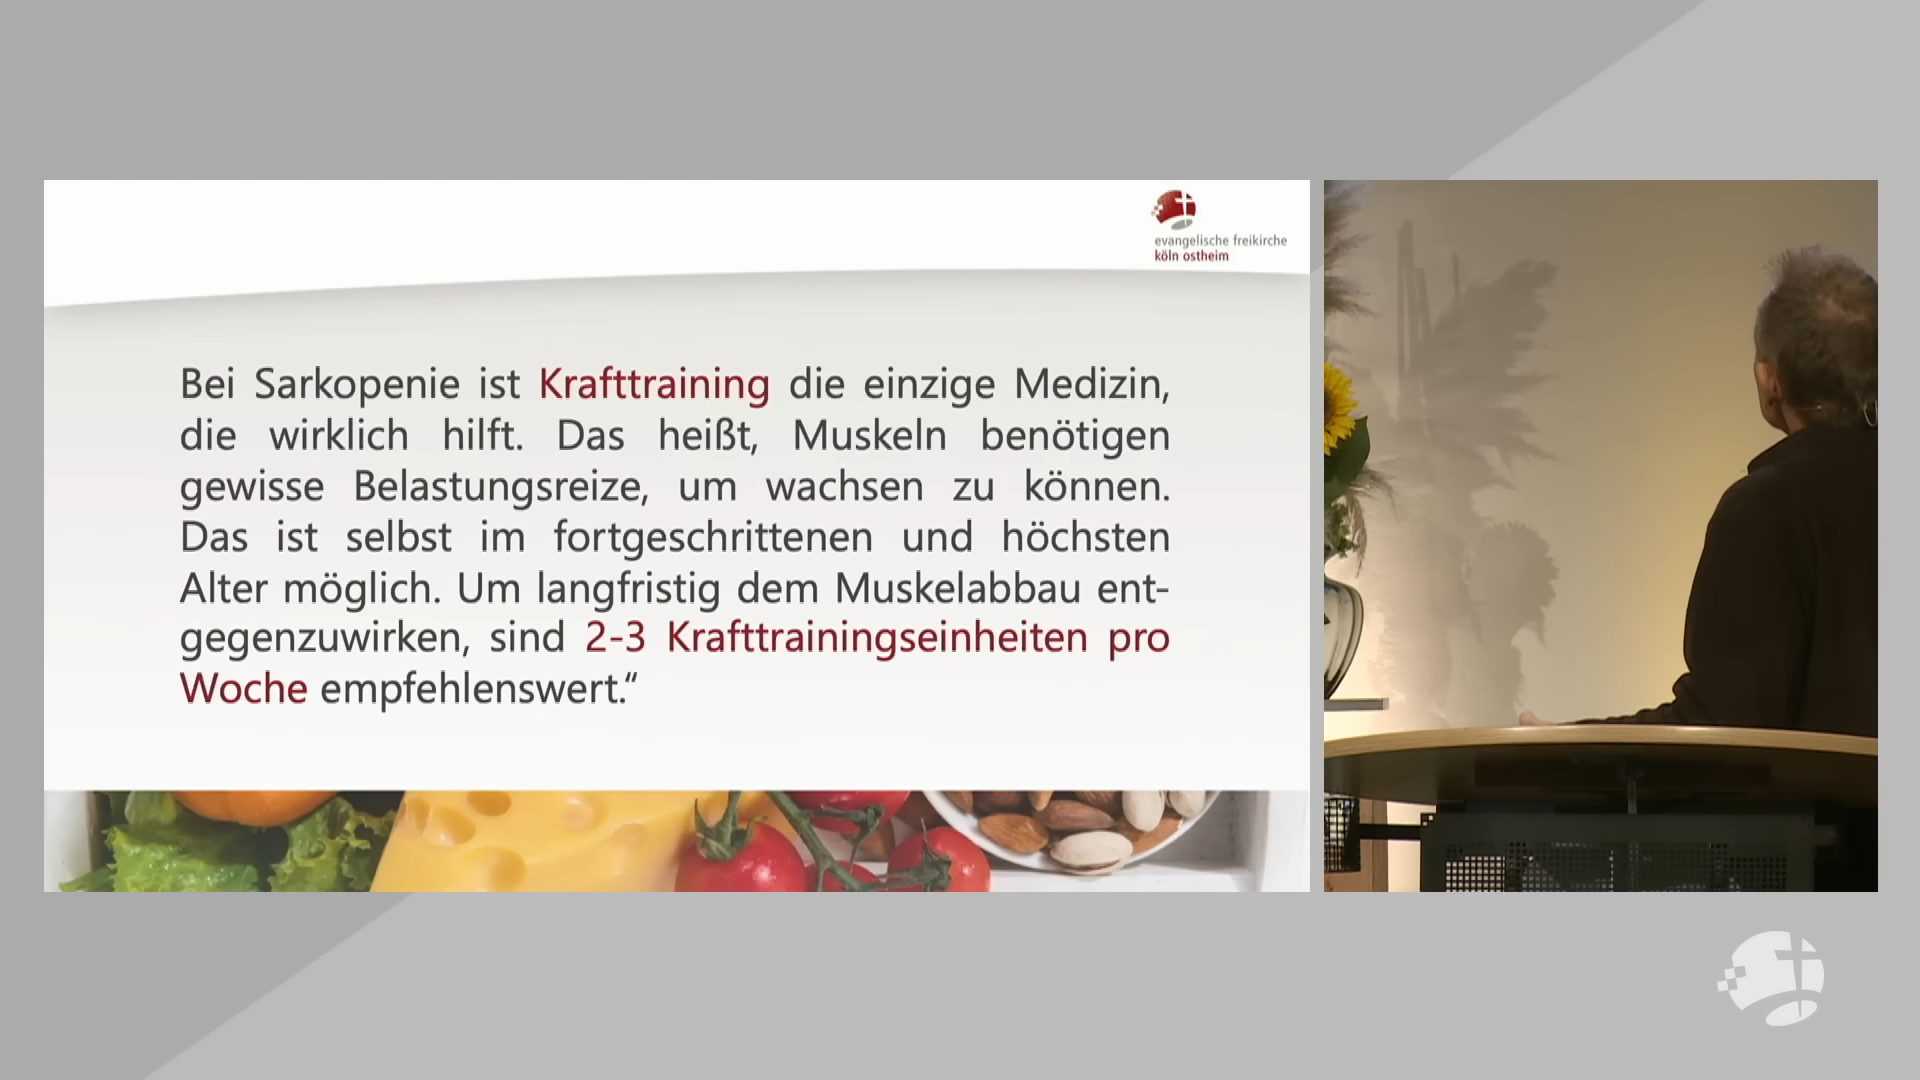 evangelische freikirche
köln ostheim
Bei Sarkopenie ist Krafttraining die einzige Medizin,
die wirklich hilft. Das heißt, Muskeln benötigen
gewisse Belastungsreize, um wachsen zu können.
Das ist selbst im fortgeschrittenen und höchsten
Alter möglich. Um langfristig dem Muskelabbau ent-
gegenzuwirken, sind 2-3 Krafttrainingseinheiten pro
Woche empfehlenswert.“